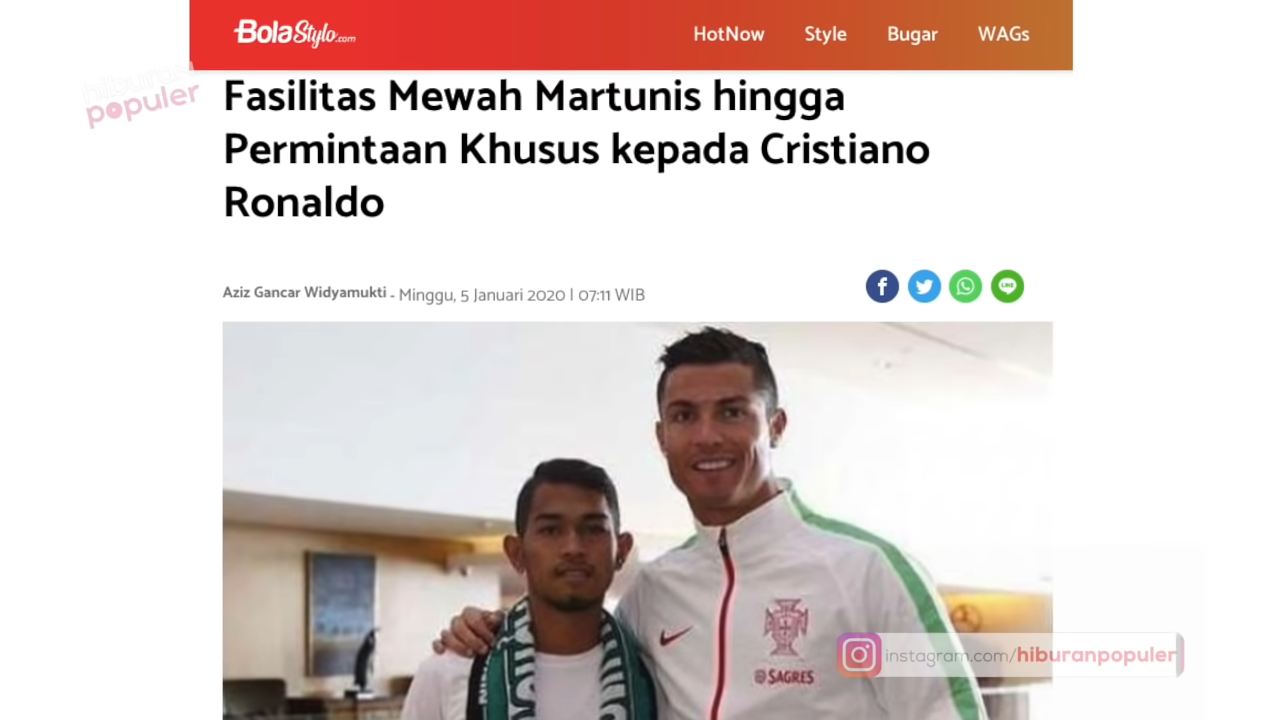 BolaStylo.com
HotNow Style Bugar WAGs
hiburan
populer
Fasilitas Mewah Martunis hingga
Permintaan Khusus kepada Cristiano
Ronaldo
Aziz Gancar Widyamukti - Minggu, 5 Januari 2020 | 07:11 WIB
LINE
SAGRES
instagram.com/hiburanpopuler